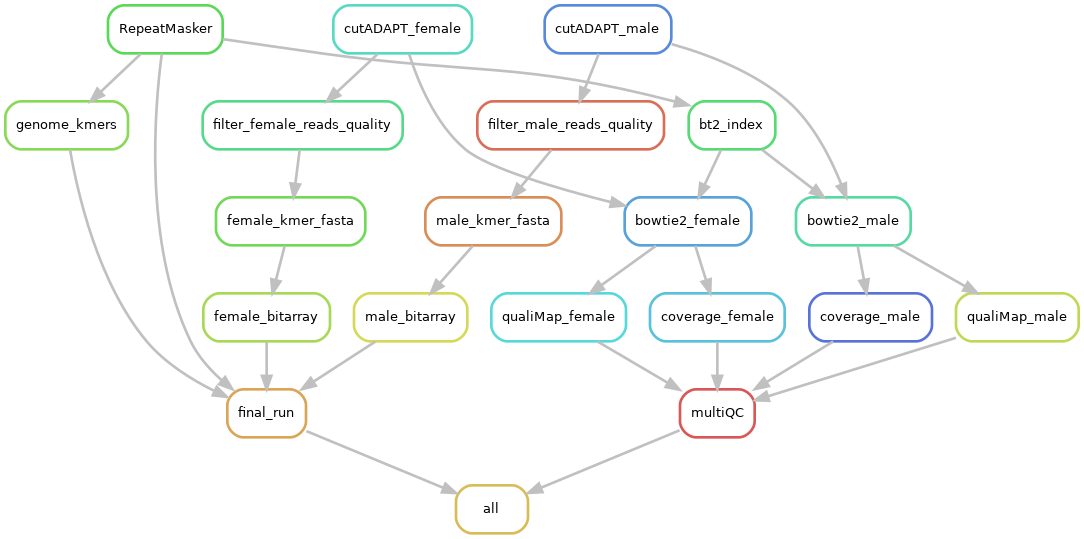 RepeatMasker
cutADAPT_female
cutADAPT_male
genome_kmers
filter_female_reads_quality
filter_male_reads_quality
bt2_index
female_kmer_fasta
male_kmer_fasta
bowtie2_female
bowtie2_male
female_bitarray
male_bitarray
qualiMap_female
coverage_female
coverage_male
qualiMap_male
final_run
multiQC
all